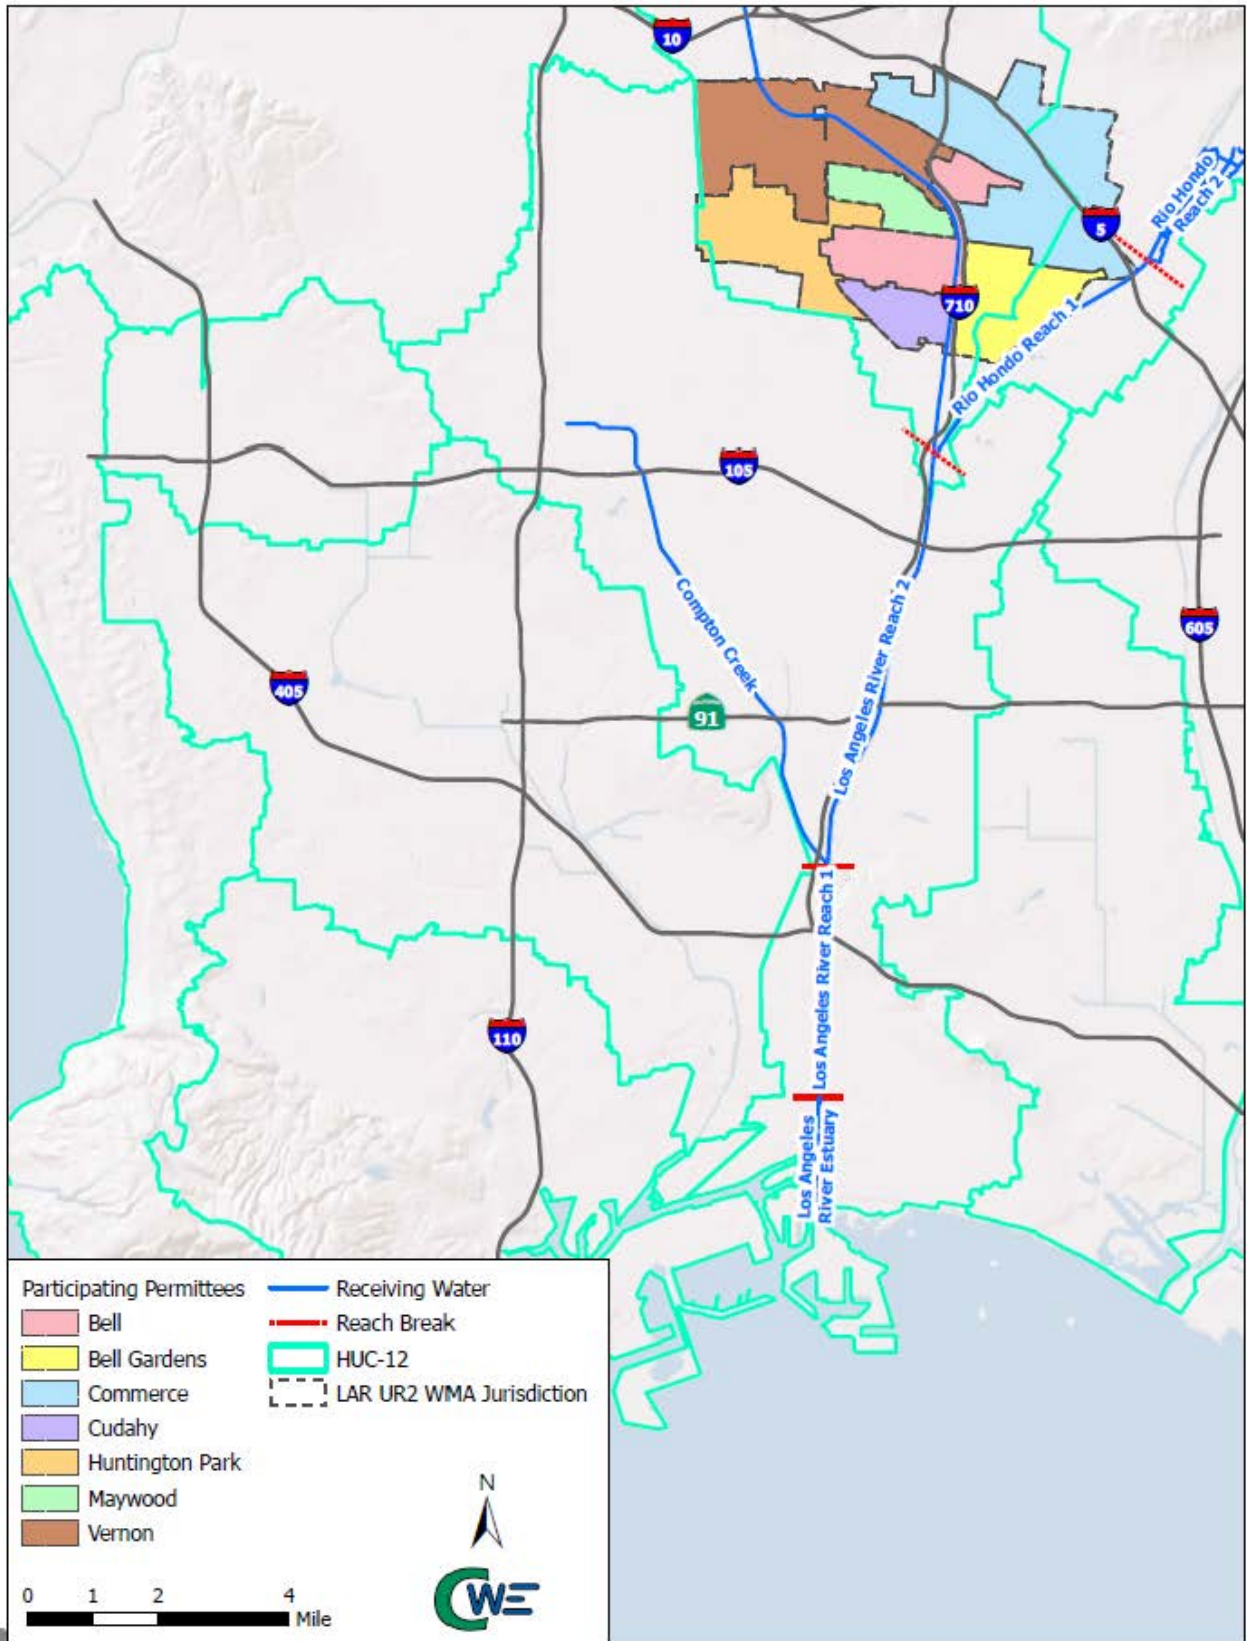 10
5
Rio Hondo
Reach 2
710
Rio Hondo Reach 1
105
Compton Creek
Los Angeles River Reach 2
605
405
91
Los Angeles River Reach 1
110
Los Angeles
River Estuary
Participating Permittees
Bell
Bell Gardens
Commerce
Cudahy
Huntington Park
Maywood
Vernon
Receiving Water
Reach Break
HUC-12
LAR UR2 WMA Jurisdiction
N
CWE
0 1 2 4
Mile